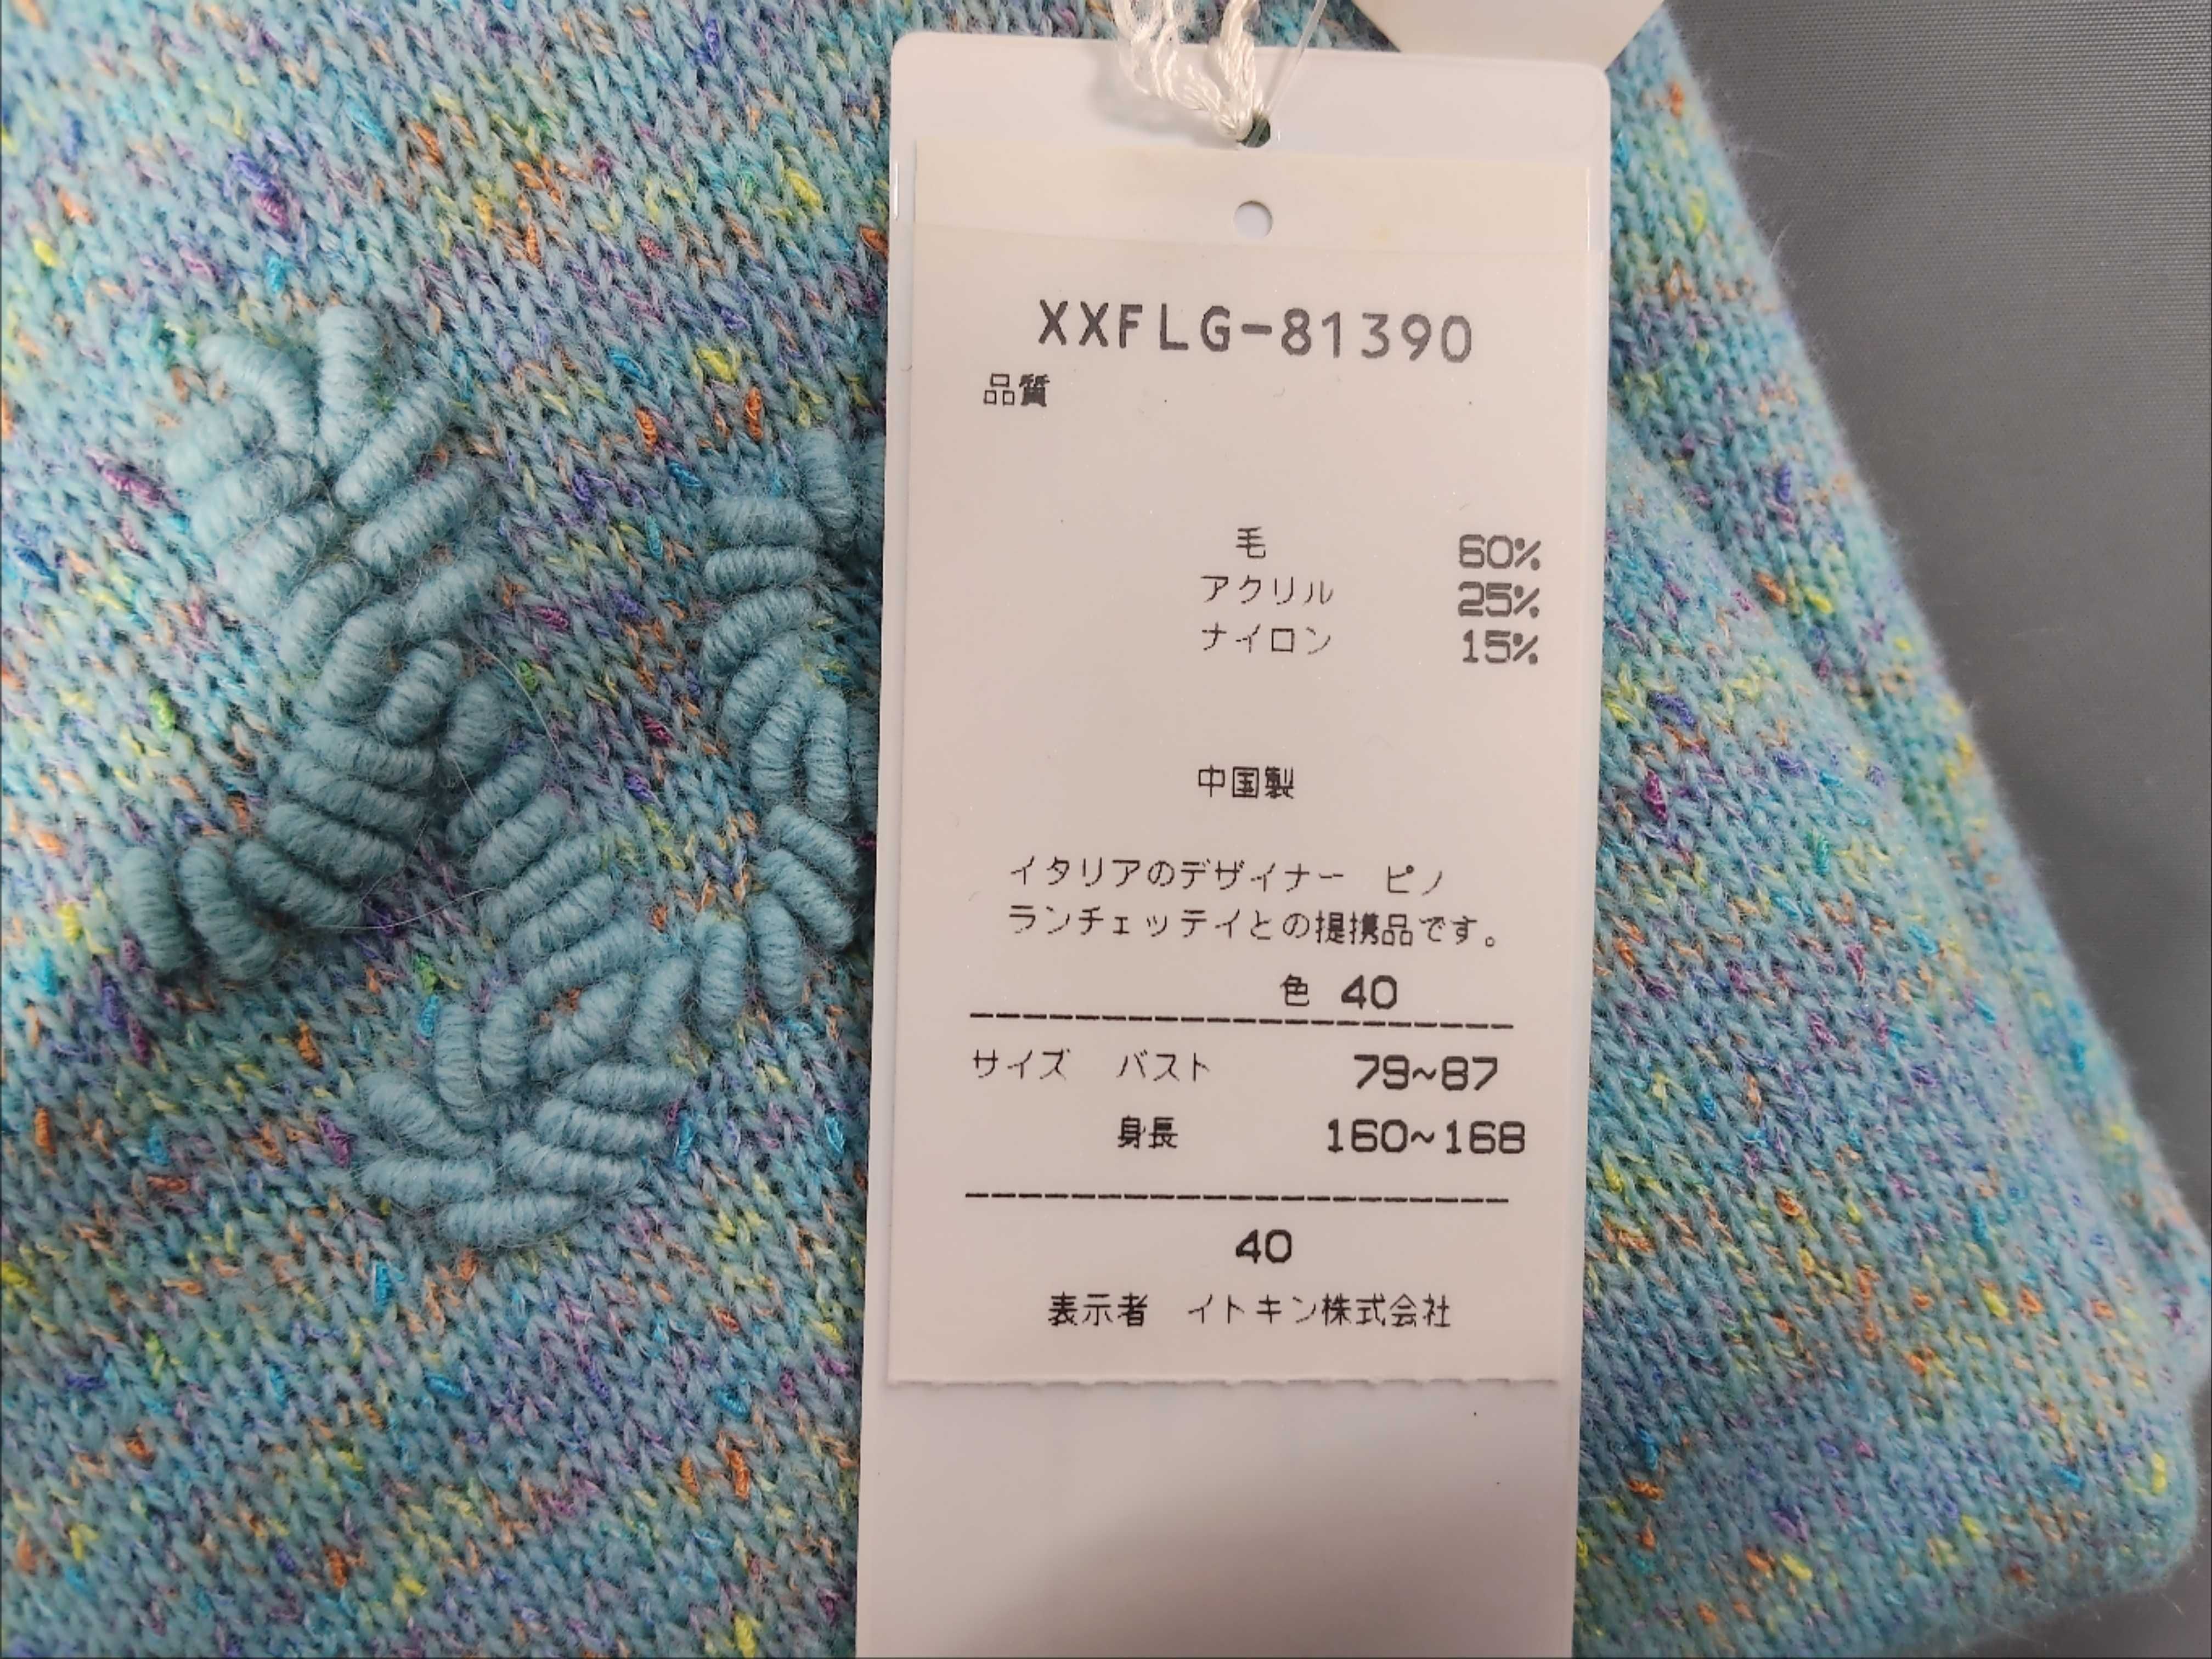 XXFLG-81390
品質
毛 60%
アクリル 25%
ナイロン 15%
中国製
イタリアのデザイナー ピノ
ランチェッテイとの提携品です。
色 40
サイズ バスト 79~87
身長 160~168
40
表示者 イトキン株式会社